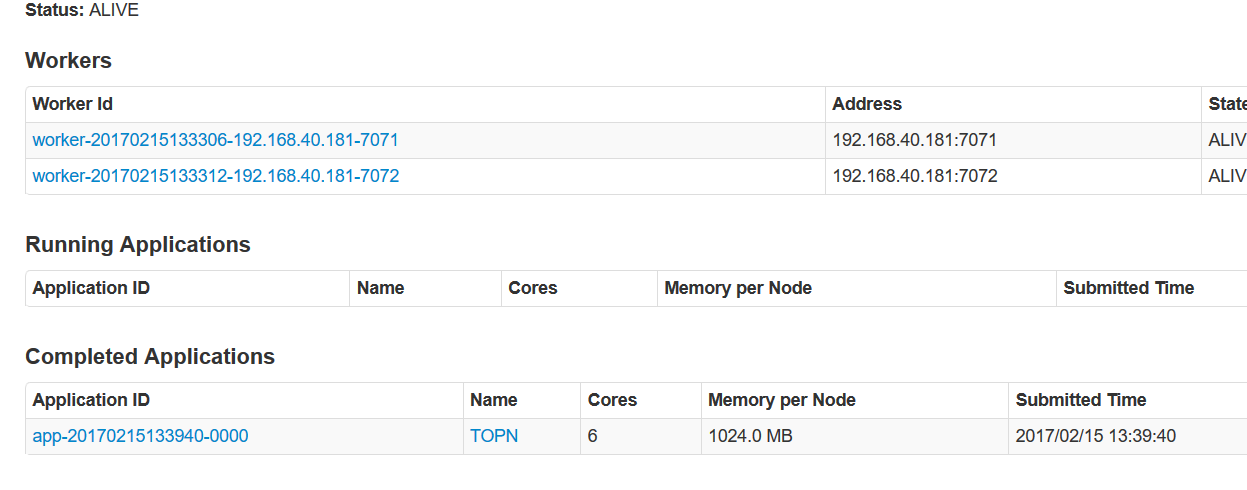 Status: ALIVE
Workers
Worker Id Address State
worker-20170215133306-192.168.40.181-7071 192.168.40.181:7071 ALIV
worker-20170215133312-192.168.40.181-7072 192.168.40.181:7072 ALIV
Running Applications
Application ID Name Cores Memory per Node Submitted Time
Completed Applications
Application ID Name Cores Memory per Node Submitted Time
app-20170215133940-0000 TOPN 6 1024.0 MB 2017/02/15 13:39:40